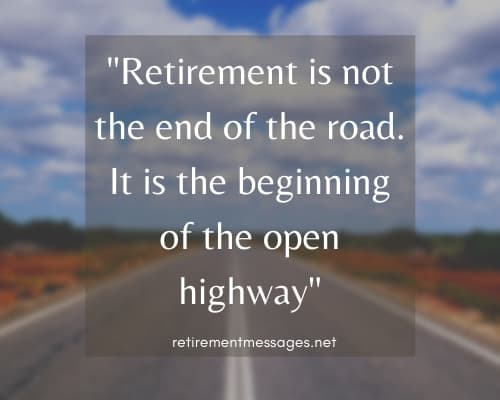 "Retirement is not
the end of the road.
It is the beginning
of the open
highway"
retirementmessages.net